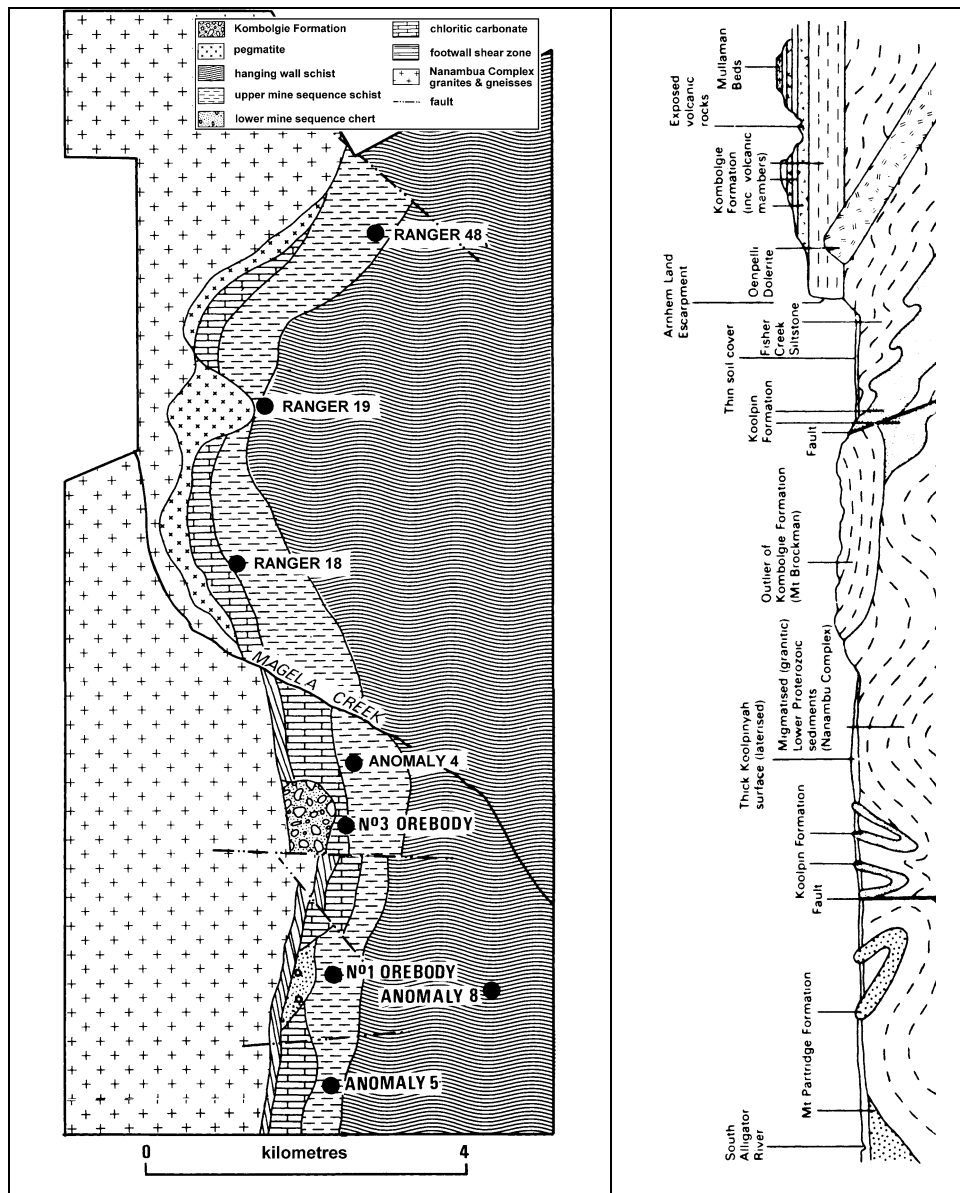 Kombolgie Formation
pegmatite
hanging wall schist
upper mine sequence schist
lower mine sequence chert
chloritic carbonate
footwall shear zone
Nanambua Complex
granites & gneisses
fault
RANGER 48
RANGER 19
RANGER 18
MAGELA CREEK
ANOMALY 4
Nº3 OREBODY
Nº1 OREBODY
ANOMALY 8
ANOMALY 5
0
kilometres
4
Mullaman
Beds
Exposed
volcanic
rocks
Kombolgie
Formation
(inc volcanic
mambers)
Oenpelli
Dolerite
Arnhem Land
Escarpment
Fisher
Creek
Siltstone
Thin soil cover
Koolpin
Formation
Fault
Outlier of
Kombolgie Formation
(Mt Brockman)
Migmatised (granitic)
Lower Proterozoic
sediments
(Nanambu Complex)
Thick Koolpinyah
surface (laterised)
Koolpin Formation
Fault
Mt Partridge Formation
South
Alligator
River